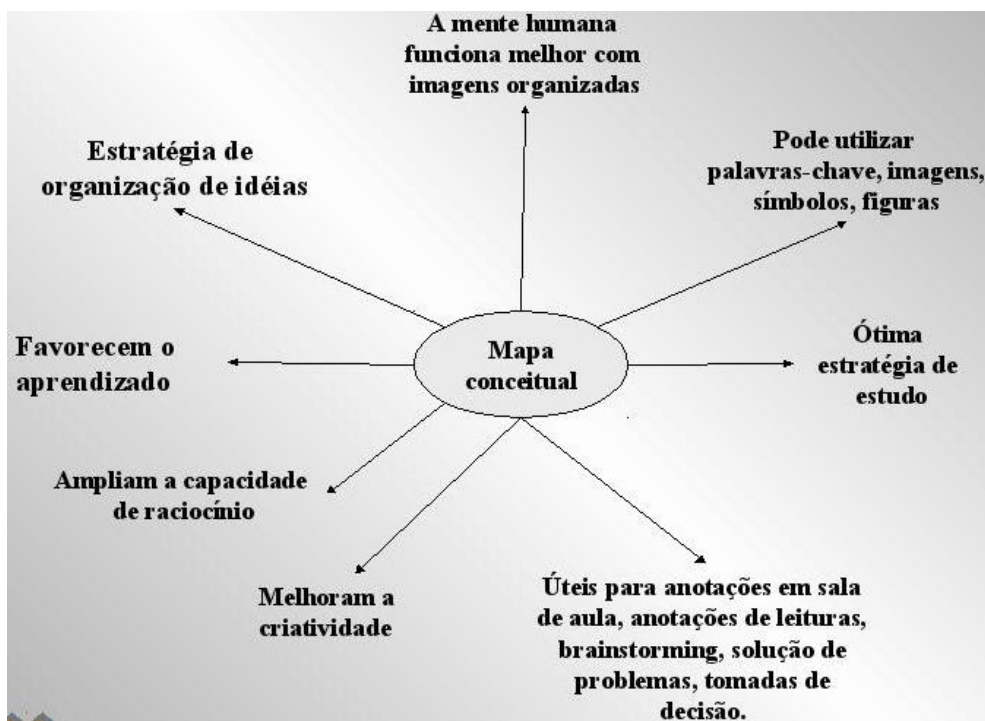 A mente humana
funciona melhor com
imagens organizadas
Estratégia de
organização de idéias
Pode utilizar
palavras-chave, imagens,
símbolos, figuras
Favorecem o
aprendizado
Mapa
conceitual
Ótima
estratégia de
estudo
Ampliam a capacidade
de raciocínio
Melhoram a
criatividade
Úteis para anotações em sala
de aula, anotações de leituras,
brainstorming, solução de
problemas, tomadas de
decisão.